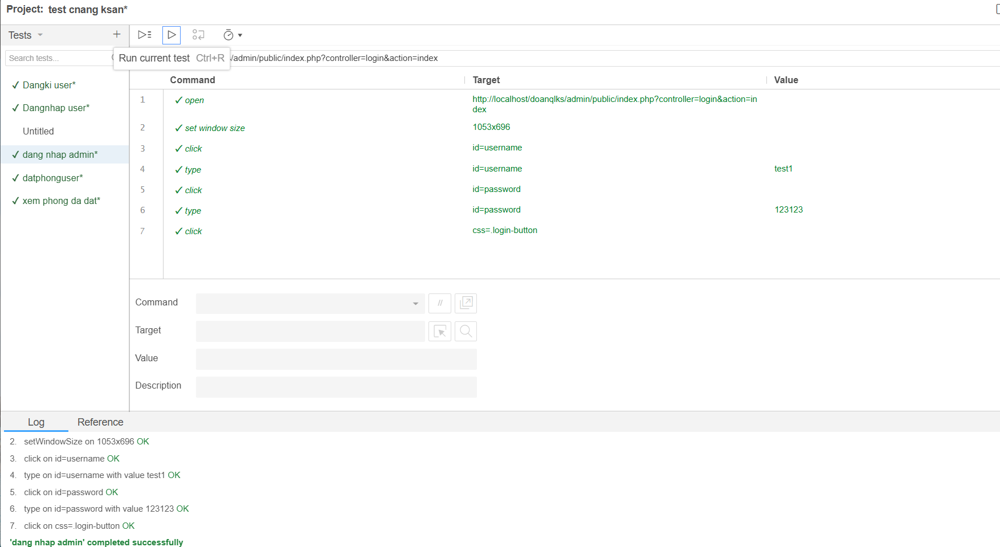 Project: test cnang ksan*
Tests
+
Search tests...
Run current test Ctrl+R
/admin/public/index.php?controller=login&action=index
Dangki user*
Dangnhap user*
Untitled
dang nhap admin*
datphonguser*
xem phong da dat*
Command Target Value
1 open http://localhost/doanqlks/admin/public/index.php?controller=login&action=in
dex
2 set window size 1053x696
3 click id=username
4 type id=username test1
5 click id=password
6 type id=password 123123
7 click css=.login-button
Command //
Target
Value
Description
Log Reference
2. setWindowSize on 1053x696 OK
3. click on id=username OK
4. type on id=username with value test1 OK
5. click on id=password OK
6. type on id=password with value 123123 OK
7. click on css=.login-button OK
'dang nhap admin' completed successfully